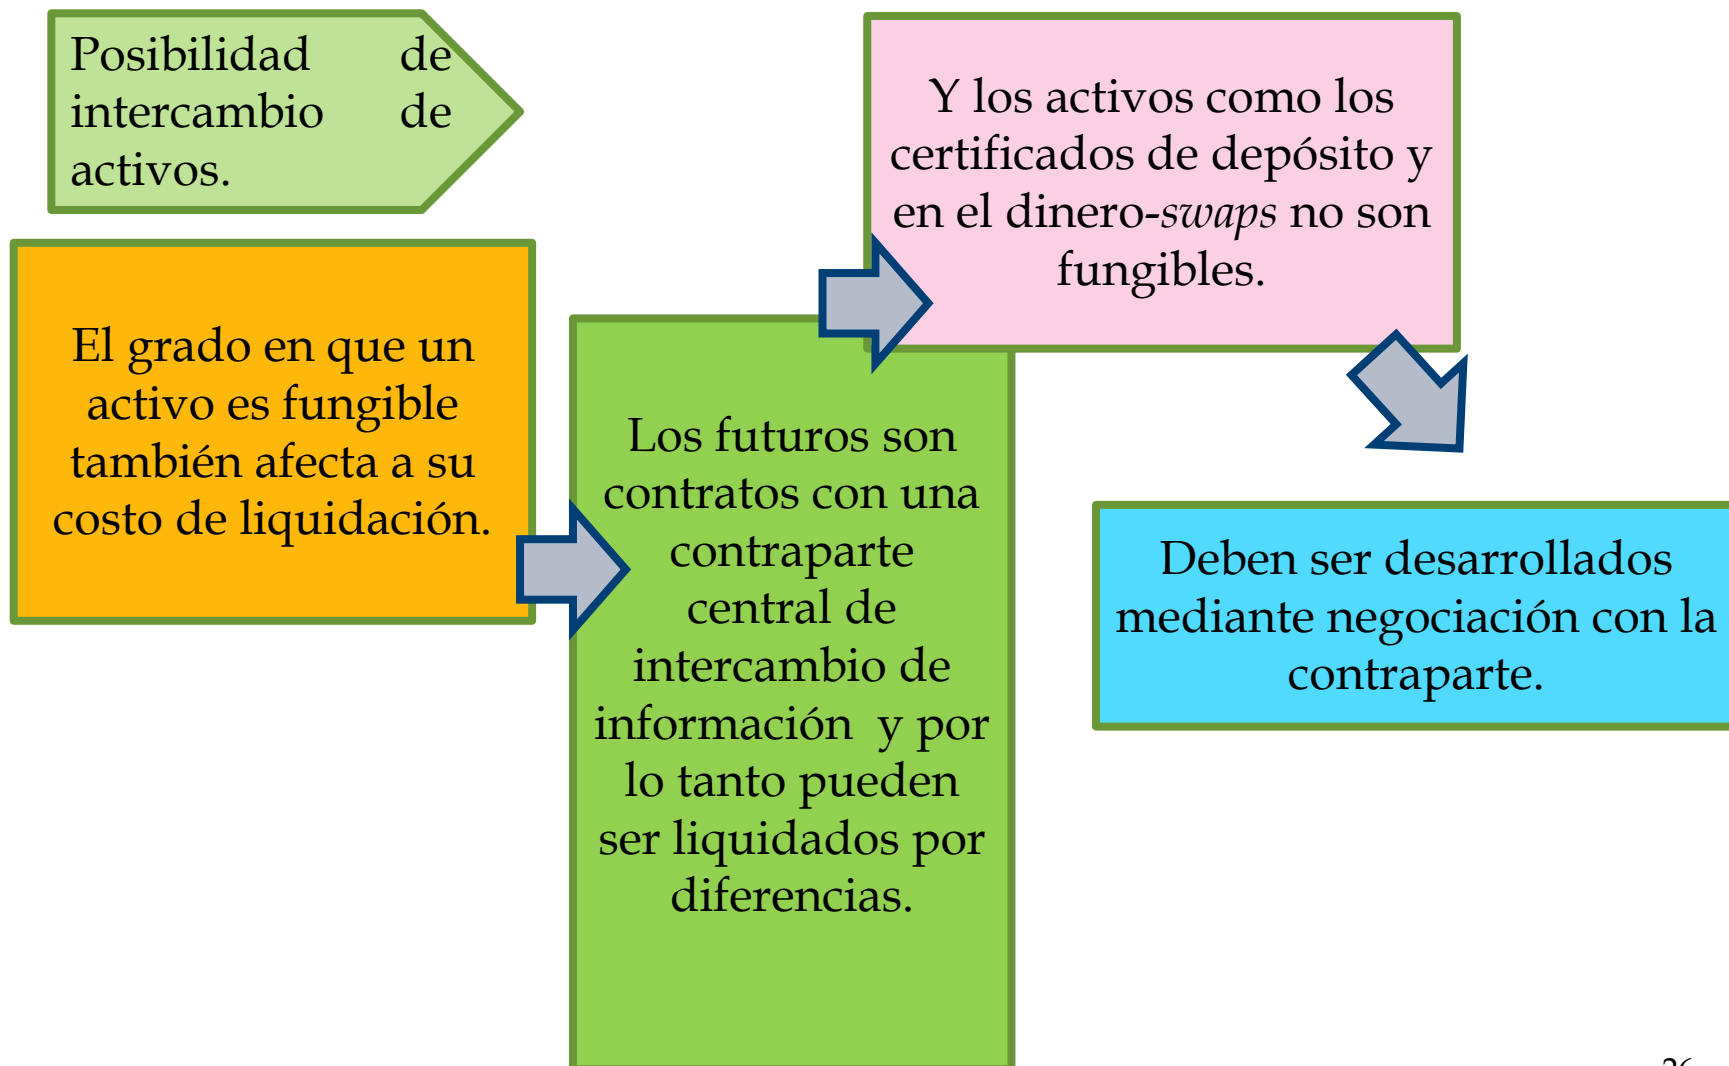 Posibilidad de
intercambio de
activos.
El grado en que un
activo es fungible
también afecta a su
costo de liquidación.
Los futuros son
contratos con una
contraparte
central de
intercambio de
información y por
lo tanto pueden
ser liquidados por
diferencias.
Y los activos como los
certificados de depósito y
en el dinero-swaps no son
fungibles.
Deben ser desarrollados
mediante negociación con la
contraparte.